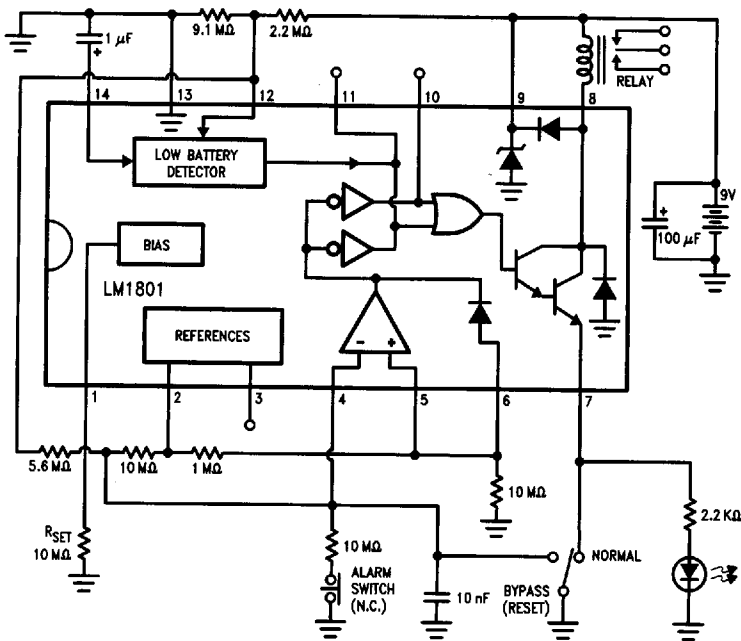 1 µF
9.1 MΩ
2.2 MΩ
RELAY
14
13
12
11
10
9
8
LOW BATTERY
DETECTOR
9V
100 µF
BIAS
LM1801
REFERENCES
1
2
3
4
5
6
7
5.6 MΩ
10 MΩ
1 MΩ
10 MΩ
2.2 KΩ
RSET
10 MΩ
10 MΩ
ALARM
SWITCH
(N.C.)
10 nF
NORMAL
BYPASS
(RESET)